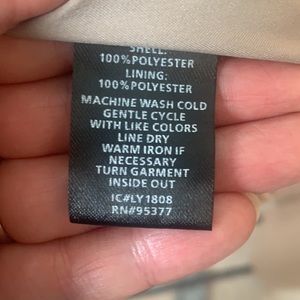 SHELL:
100%POLYESTER
LINING:
100%POLYESTER
MACHINE WASH COLD
GENTLE CYCLE
WITH LIKE COLORS
LINE DRY
WARM IRON IF
NECESSARY
TURN GARMENT
INSIDE OUT
IC#LY1808
RN#95377